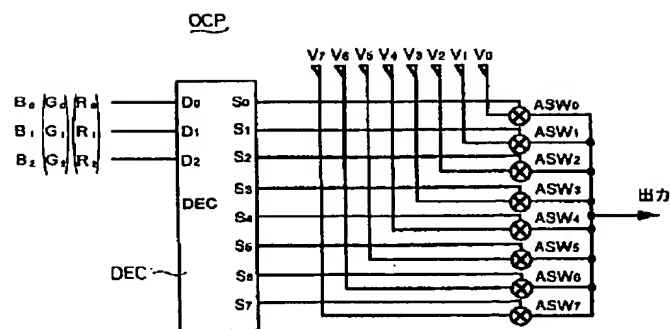 OCP
V7 V6 V5 V4 V3 V2 V1 V0
B0 (G0) (R0) D0 S0 ASW0
B1 G1 R1 D1 S1 ASW1
B2 (G2) (R2) D2 S2 ASW2
DEC S3 ASW3
S4 ASW4
出力
S5 ASW5
DEC S6 ASW6
S7 ASW7